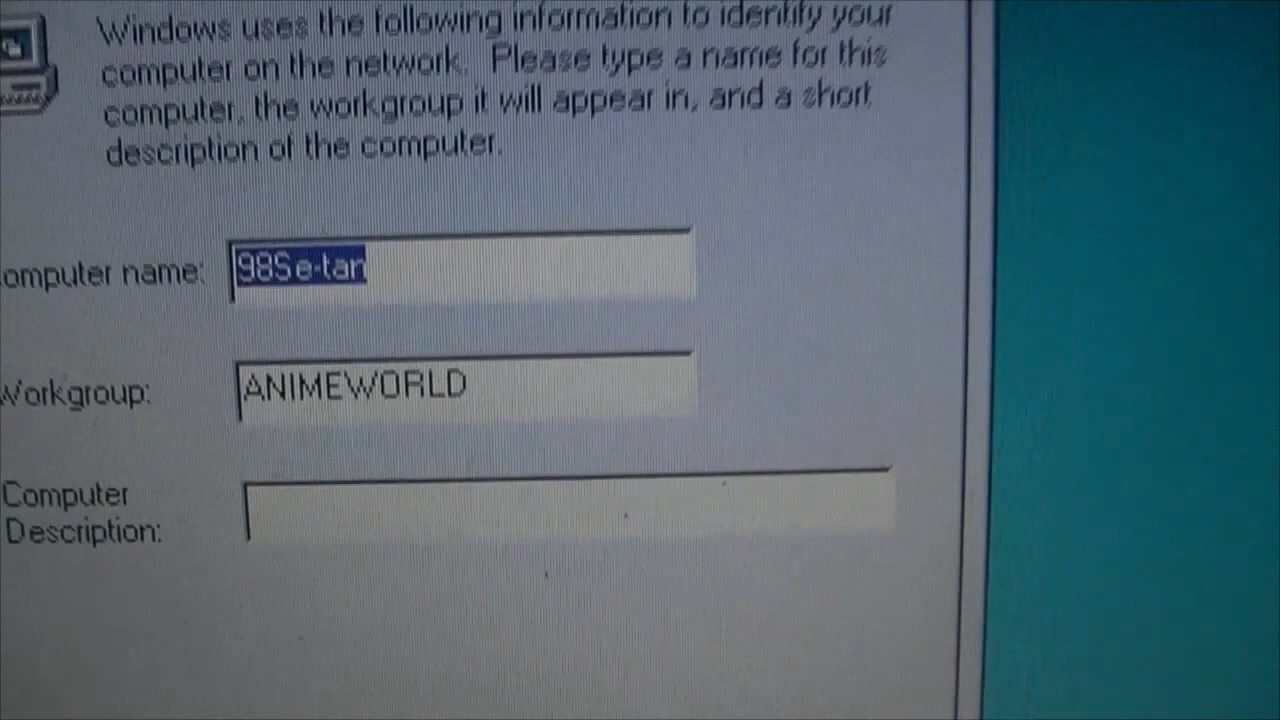 Windows uses the following information to identify your
computer on the network. Please type a name for this
computer, the workgroup it will appear in, and a short
description of the computer.
omputer name: 98Se-tan
Workgroup: ANIMEWORLD
Computer
Description: